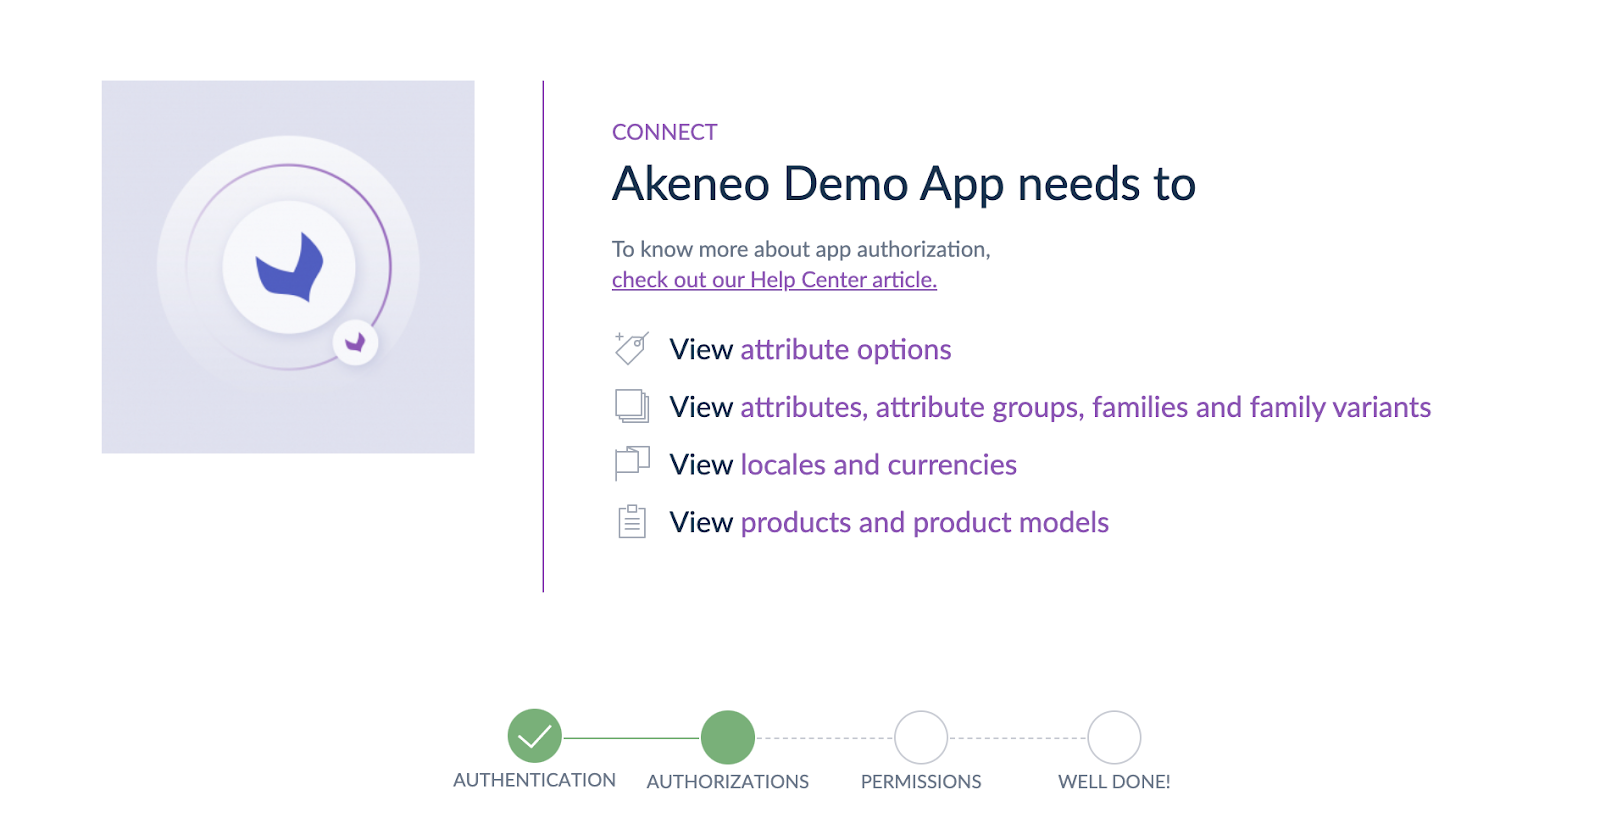 CONNECT
Akeneo Demo App needs to
To know more about app authorization,
check out our Help Center article.
View attribute options
View attributes, attribute groups, families and family variants
View locales and currencies
View products and product models
AUTHENTICATION
AUTHORIZATIONS
PERMISSIONS
WELL DONE!